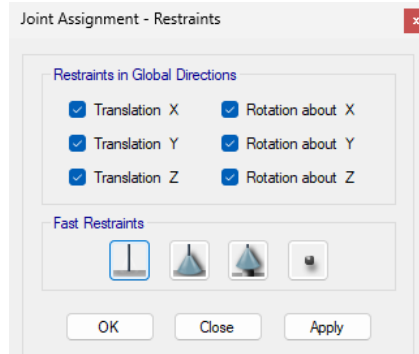 Joint Assignment - Restraints
Restraints in Global Directions
Translation X
Rotation about X
Translation Y
Rotation about Y
Translation Z
Rotation about Z
Fast Restraints
OK
Close
Apply